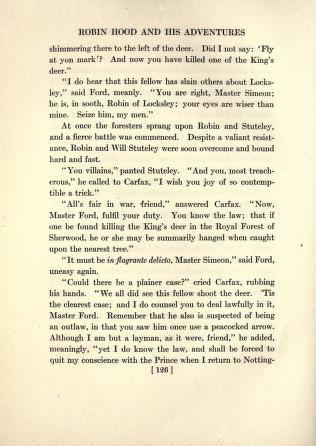 ROBIN HOOD AND HIS ADVENTURES
shimmering there to the left of the deer. Did I not say: 'Fly
at yon mark'? And now you have killed one of the King's
deer."
"I do hear that this fellow has slain others about Locks-
ley," said Ford, meanly. "You are right, Master Simeon;
he is, in sooth, Robin of Locksley; your eyes are wiser than
mine. Seize him, my men."
At once the foresters sprang upon Robin and Stuteley,
and a fierce battle was commenced. Despite a valiant resist-
ance, Robin and Will Stuteley were soon overcome and bound
hard and fast.
"You villains," panted Stuteley. "And you, most treach-
erous," he called to Carfax, "I wish you joy of so contemp-
tible a trick."
"All's fair in war, friend," answered Carfax. "Now,
Master Ford, fulfil your duty. You know the law; that if
one be found killing the King's deer in the Royal Forest of
Sherwood, he or she may be summarily hanged when caught
upon the nearest tree."
"It must be in flagrante delicto, Master Simeon," said Ford,
uneasy again.
"Could there be a plainer case?" cried Carfax, rubbing
his hands. "We all did see this fellow shoot the deer. 'Tis
the clearest case; and I do counsel you to deal lawfully in it,
Master Ford. Remember that he also is suspected of being
an outlaw, in that you saw him once use a peacocked arrow.
Although I am but a layman, as it were, friend," he added,
meaningly, "yet I do know the law, and shall be forced to
quit my conscience with the Prince when I return to Notting-
[ 126 ]